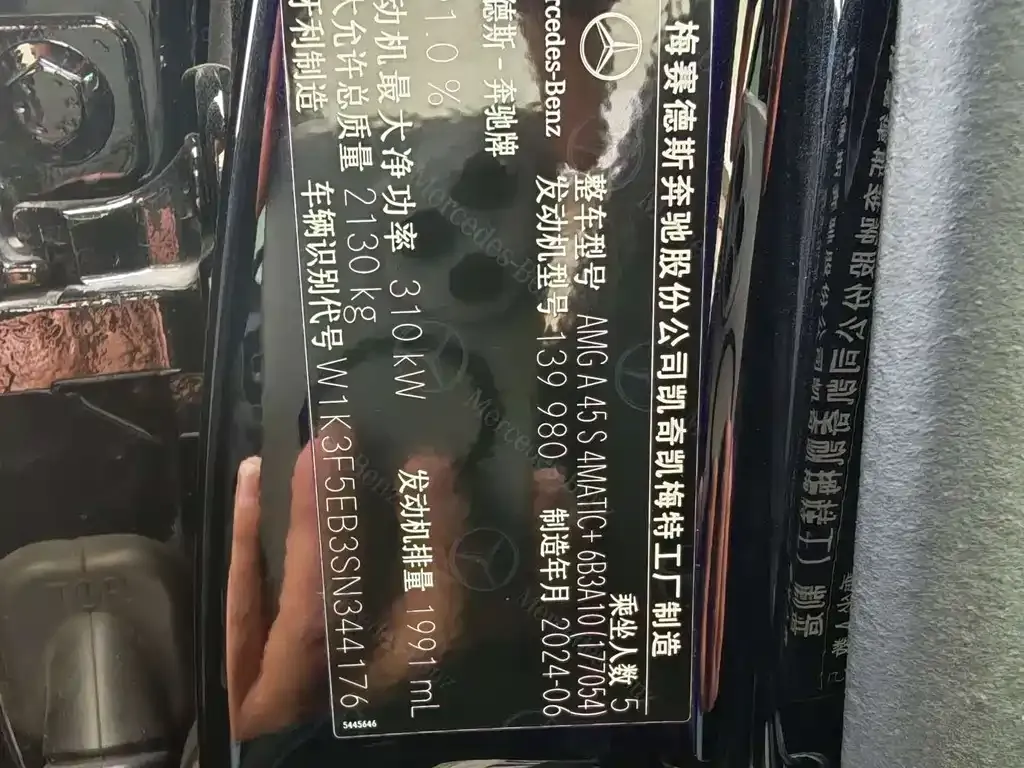 梅赛德斯奔驰股份公司凯奇凯梅特工厂制造
乘坐人数 5
整车型号 AMG A 45 S 4MATIC+ 6B3A10(177054)
rcedes-Benz
发动机型号 139 980 制造年月 2024-06
德斯-奔驰牌
1.0 %
动机最大净功率 310 kW 发动机排量 1991 mL
大允许总质量 2130 kg
牙利制造
车辆识别代号 W1K3F5EB3SN344176
5445646
TOP